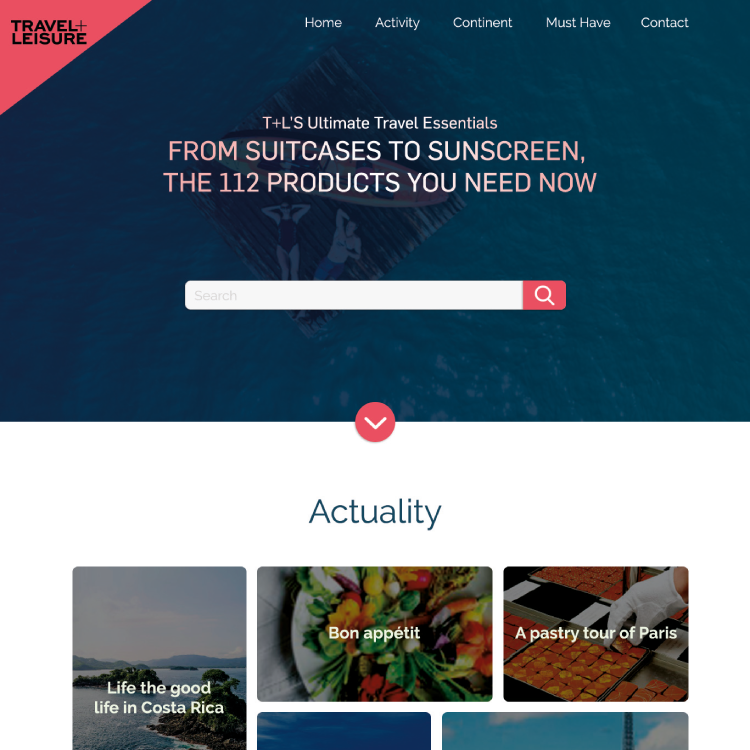 TRAVEL+
LEISURE
Home Activity Continent Must Have Contact
T+L'S Ultimate Travel Essentials
FROM SUITCASES TO SUNSCREEN,
THE 112 PRODUCTS YOU NEED NOW
Search
Actuality
Bon appétit
A pastry tour of Paris
Life the good
life in Costa Rica